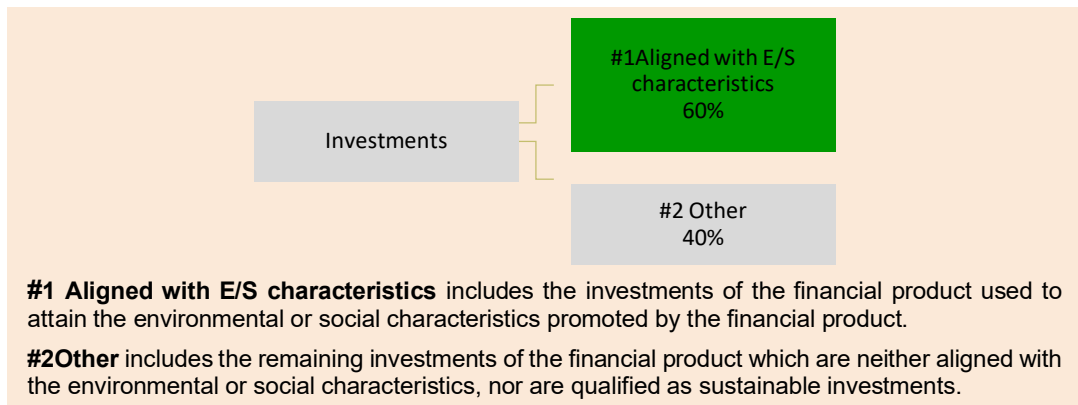 #1Aligned with E/S
characteristics
60%
Investments
#2 Other
40%
#1 Aligned with E/S characteristics includes the investments of the financial product used to
attain the environmental or social characteristics promoted by the financial product.
#2Other includes the remaining investments of the financial product which are neither aligned with
the environmental or social characteristics, nor are qualified as sustainable investments.